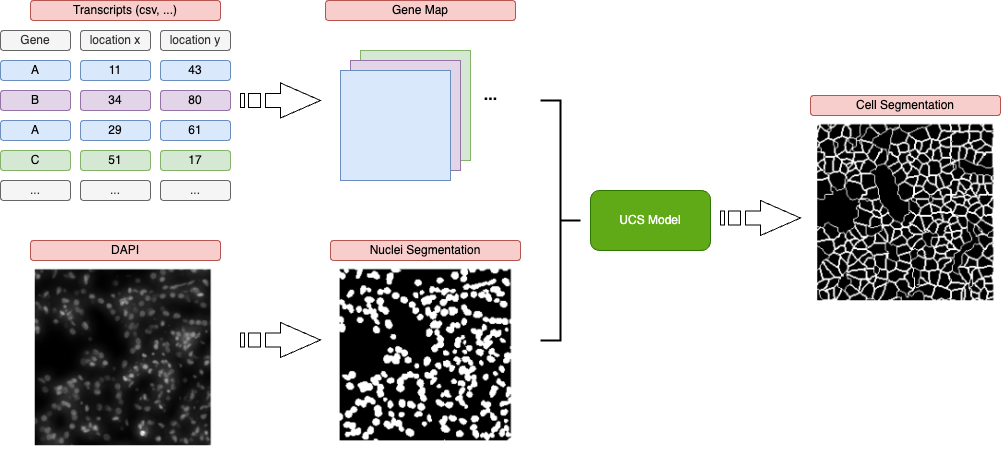 Transcripts (csv, ...)
Gene location x location y
A 11 43
B 34 80
A 29 61
C 51 17
... ... ...
Gene Map
...
DAPI
Nuclei Segmentation
UCS Model
Cell Segmentation